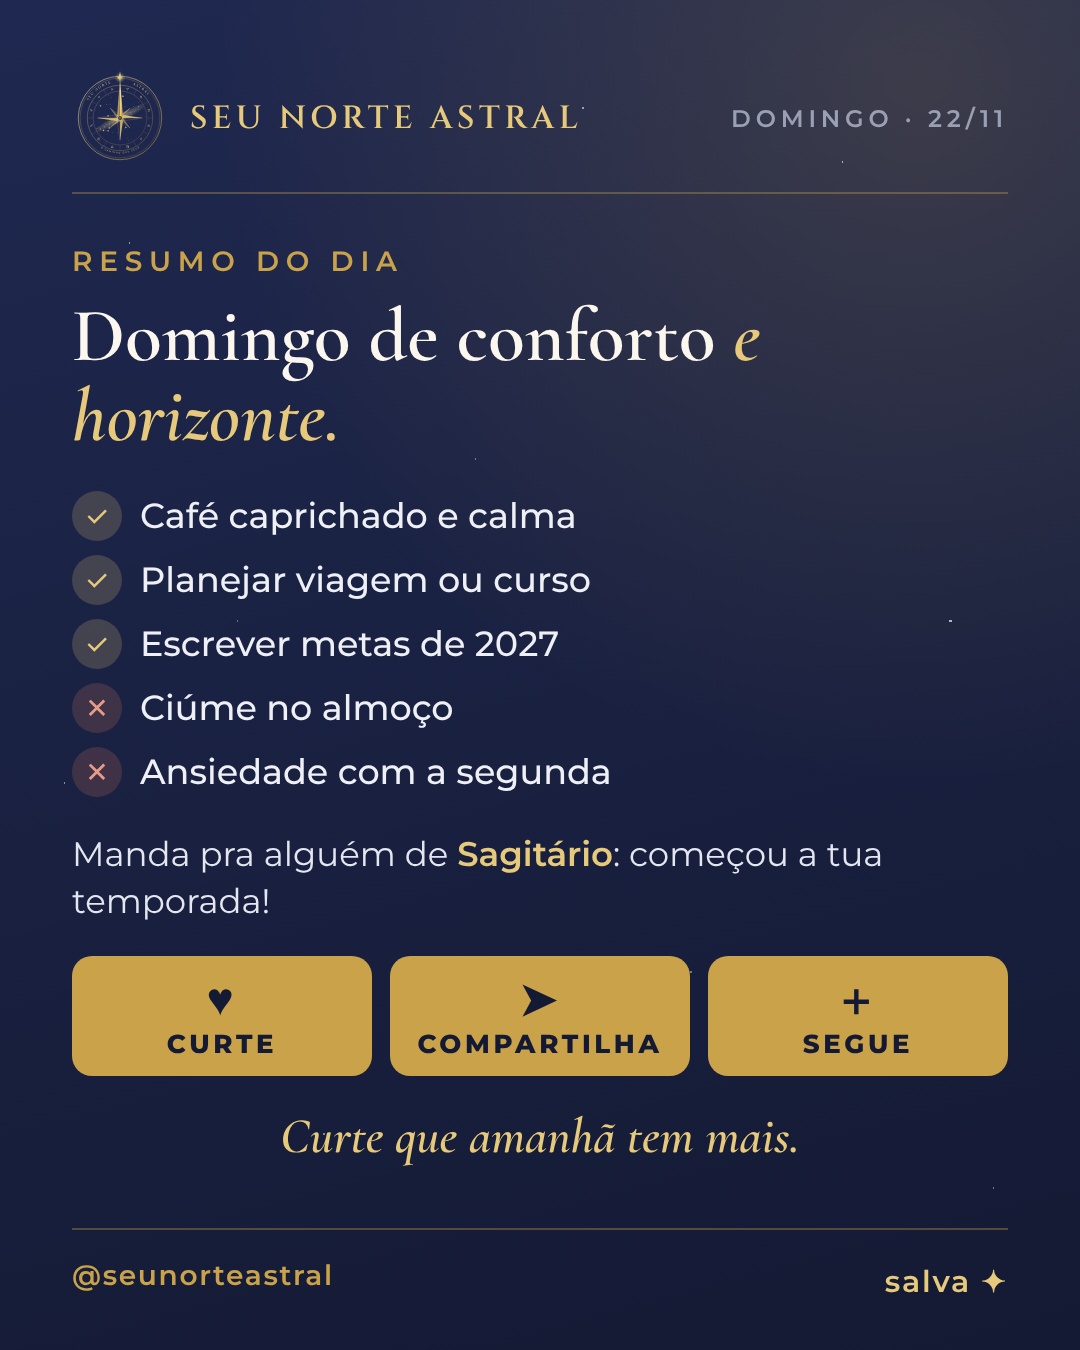 SEU NORTE ASTRAL
DOMINGO · 22/11
RESUMO DO DIA
Domingo de conforto e
horizonte.
✓ Café caprichado e calma
✓ Planejar viagem ou curso
✓ Escrever metas de 2027
✕ Ciúme no almoço
✕ Ansiedade com a segunda
Manda pra alguém de Sagitário: começou a tua
temporada!
♥
CURTE
➤
COMPARTILHA
+
SEGUE
Curte que amanhã tem mais.
@seunorteastral
salva ✦